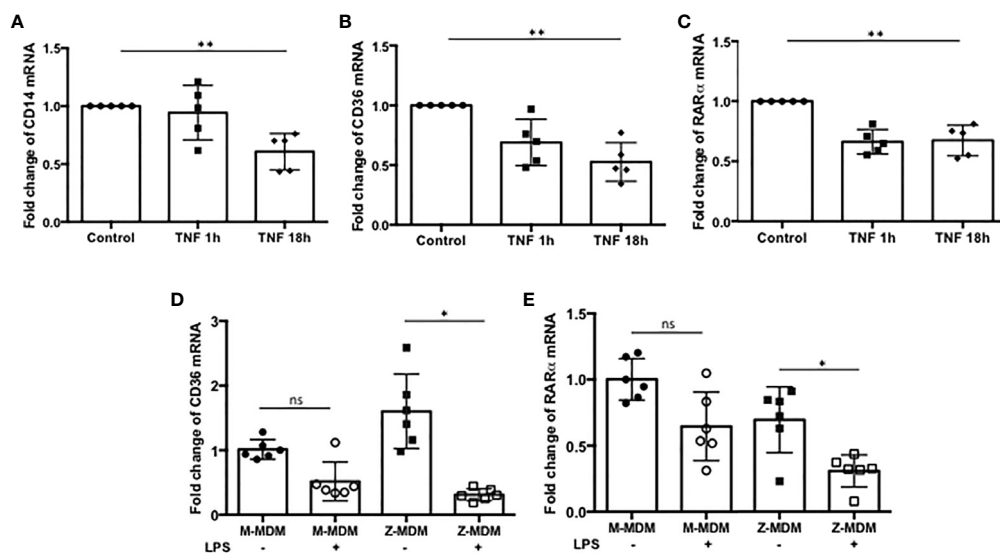 A
Fold change of CD14 mRNA
1.5
1.0
0.5
0.0
**
Control
TNF 1h
TNF 18h
B
Fold change of CD36 mRNA
1.5
1.0
0.5
0.0
**
Control
TNF 1h
TNF 18h
C
Fold change of RARα mRNA
1.5
1.0
0.5
0.0
**
Control
TNF 1h
TNF 18h
D
Fold change of CD36 mRNA
3
2
1
0
ns
*
M-MDM
M-MDM
Z-MDM
Z-MDM
LPS - + - +
E
Fold change of RARα mRNA
1.5
1.0
0.5
0.0
ns
*
M-MDM
M-MDM
Z-MDM
Z-MDM
- + - +